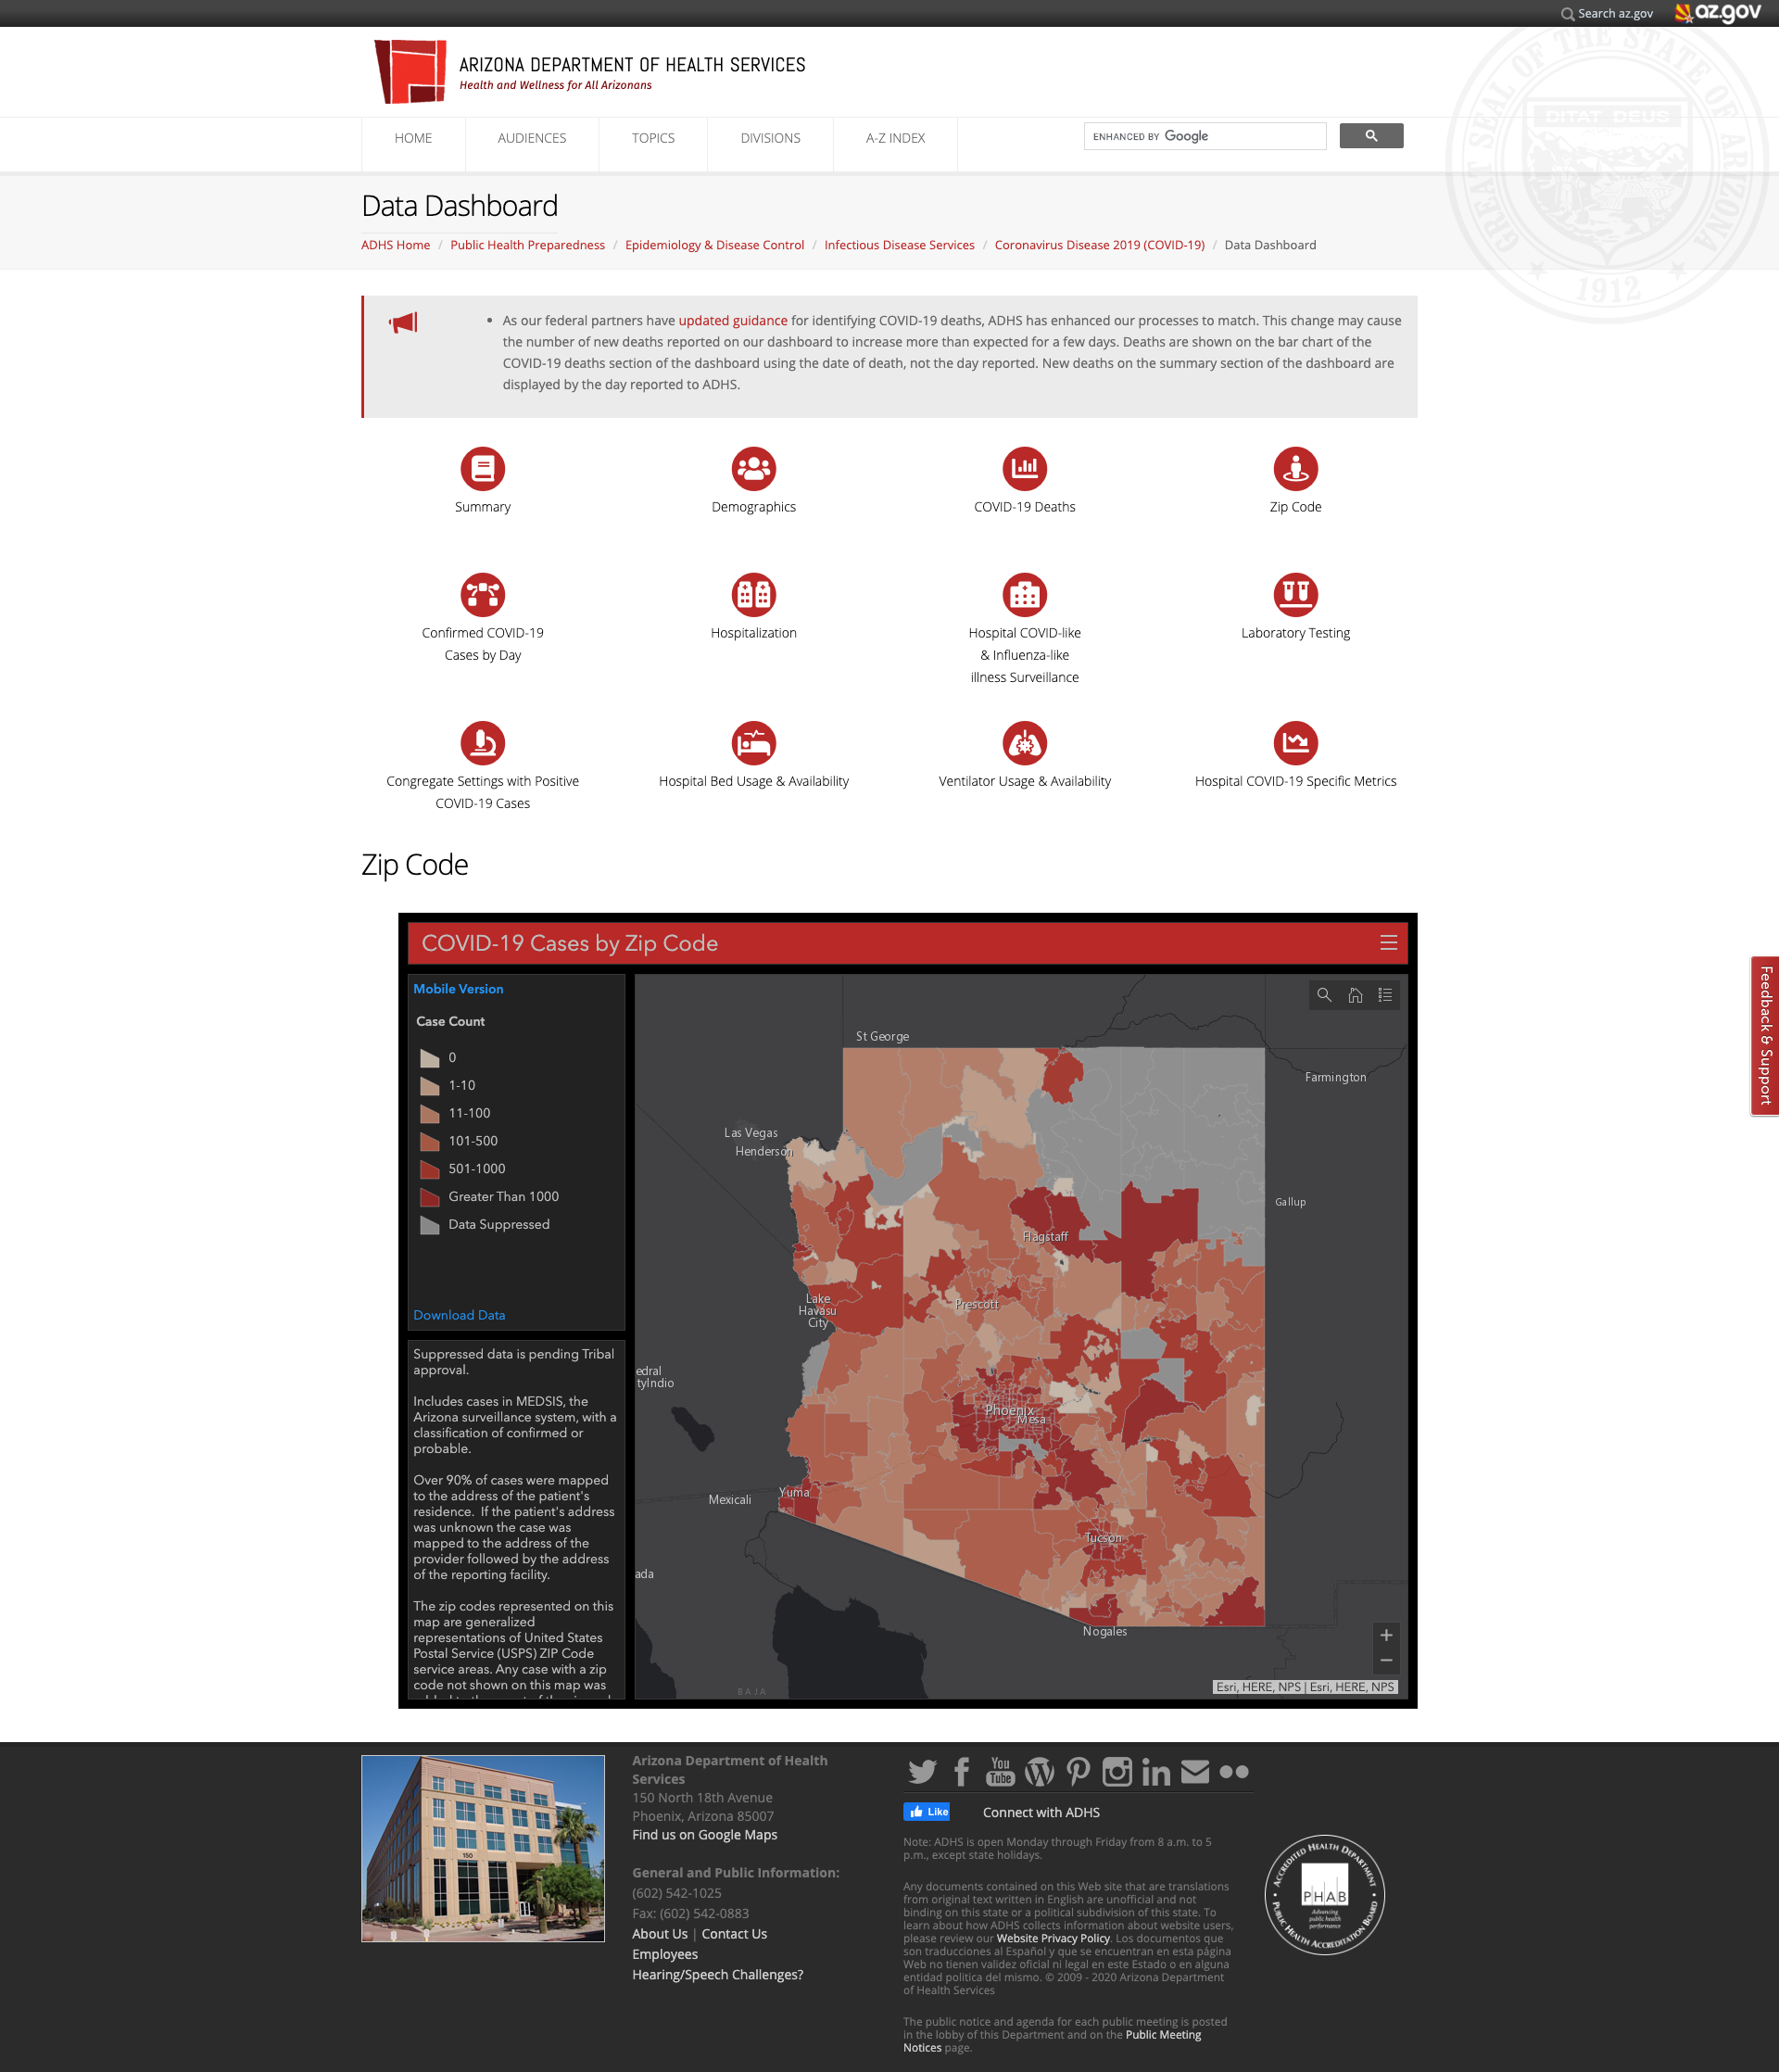 Search az.gov
az.gov
ARIZONA DEPARTMENT OF HEALTH SERVICES
Health and Wellness for All Arizonans
GREAT SEAL OF THE STATE OF ARIZONA
DITAT DEUS
1912
HOME
AUDIENCES
TOPICS
DIVISIONS
A-Z INDEX
ENHANCED BY Google
Data Dashboard
ADHS Home / Public Health Preparedness / Epidemiology & Disease Control / Infectious Disease Services / Coronavirus Disease 2019 (COVID-19) / Data Dashboard
• As our federal partners have updated guidance for identifying COVID-19 deaths, ADHS has enhanced our processes to match. This change may cause
the number of new deaths reported on our dashboard to increase more than expected for a few days. Deaths are shown on the bar chart of the
COVID-19 deaths section of the dashboard using the date of death, not the day reported. New deaths on the summary section of the dashboard are
displayed by the day reported to ADHS.
Summary
Demographics
COVID-19 Deaths
Zip Code
Confirmed COVID-19
Cases by Day
Hospitalization
Hospital COVID-like
& Influenza-like
illness Surveillance
Laboratory Testing
Congregate Settings with Positive
COVID-19 Cases
Hospital Bed Usage & Availability
Ventilator Usage & Availability
Hospital COVID-19 Specific Metrics
Zip Code
COVID-19 Cases by Zip Code
Mobile Version
Case Count
0
1-10
11-100
101-500
501-1000
Greater Than 1000
Data Suppressed
Download Data
Suppressed data is pending Tribal
approval.
Includes cases in MEDSIS, the
Arizona surveillance system, with a
classification of confirmed or
probable.
Over 90% of cases were mapped
to the address of the patient's
residence. If the patient's address
was unknown the case was
mapped to the address of the
provider followed by the address
of the reporting facility.
The zip codes represented on this
map are generalized
representations of United States
Postal Service (USPS) ZIP Code
service areas. Any case with a zip
code not shown on this map was
St George
Farmington
Las Vegas
Henderson
Gallup
Flagstaff
Lake
Havasu
City
Prescott
edral
tyIndio
Phoenix
Mesa
Mexicali
Yuma
Tucson
ada
Nogales
BAJA
+
−
Esri, HERE, NPS | Esri, HERE, NPS
Feedback & Support
150
Arizona Department of Health
Services
150 North 18th Avenue
Phoenix, Arizona 85007
Find us on Google Maps
General and Public Information:
(602) 542-1025
Fax: (602) 542-0883
About Us | Contact Us
Employees
Hearing/Speech Challenges?
You
Tube
Like
Connect with ADHS
Note: ADHS is open Monday through Friday from 8 a.m. to 5
p.m., except state holidays.
Any documents contained on this Web site that are translations
from original text written in English are unofficial and not
binding on this state or a political subdivision of this state. To
learn about how ADHS collects information about website users,
please review our Website Privacy Policy. Los documentos que
son traducciones al Español y que se encuentran en esta página
Web no tienen validez oficial ni legal en este Estado o en alguna
entidad política del mismo. © 2009 - 2020 Arizona Department
of Health Services
The public notice and agenda for each public meeting is posted
in the lobby of this Department and on the Public Meeting
Notices page.
ACCREDITED HEALTH DEPARTMENT
PHAB
Advancing
public health
performance
PUBLIC HEALTH ACCREDITATION BOARD